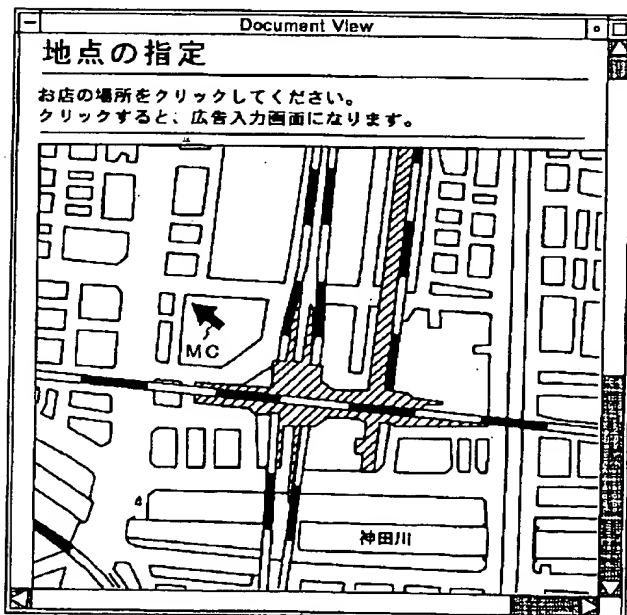 Document View
地点の指定
お店の場所をクリックしてください。
クリックすると、広告入力画面になります。
MC
神田川